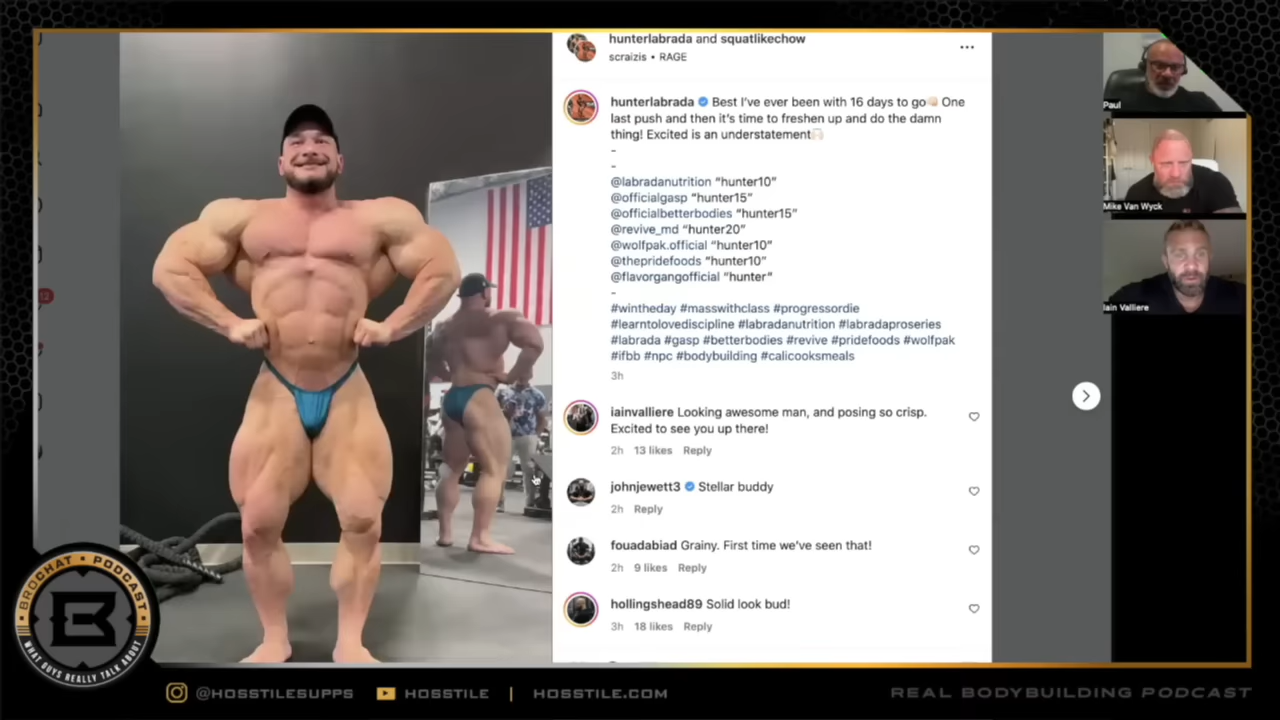 hunterlabrada and squatlikechow
scraizis • RAGE
hunterlabrada Best I've ever been with 16 days to go👊🏼 One
last push and then it's time to freshen up and do the damn
thing! Excited is an understatement🙌🏻
-
-
@labradanutrition “hunter10”
@officialgasp “hunter15”
@officialbetterbodies “hunter15”
@revive_md “hunter20”
@wolfpak.official “hunter10”
@thepridefoods “hunter10”
@flavorgangofficial “hunter”
-
#wintheday #masswithclass #progressordie
#learntolovediscipline #labradanutrition #labradaproseries
#labrada #gasp #betterbodies #revive #pridefoods #wolfpak
#ifbb #npc #bodybuilding #calicooksmeals
3h
iainvalliere Looking awesome man, and posing so crisp.
Excited to see you up there!
2h 13 likes Reply
johnjewett3 Stellar buddy
2h Reply
fouadabiad Grainy. First time we've seen that!
2h 9 likes Reply
hollingshead89 Solid look bud!
3h 18 likes Reply
Paul
Mike Van Wyck
Iain Valliere
12
BROCHAT • PODCAST
WHAT GUYS REALLY TALK ABOUT
@HOSSTILESUPPS HOSSTILE | HOSSTILE.COM
REAL BODYBUILDING PODCAST